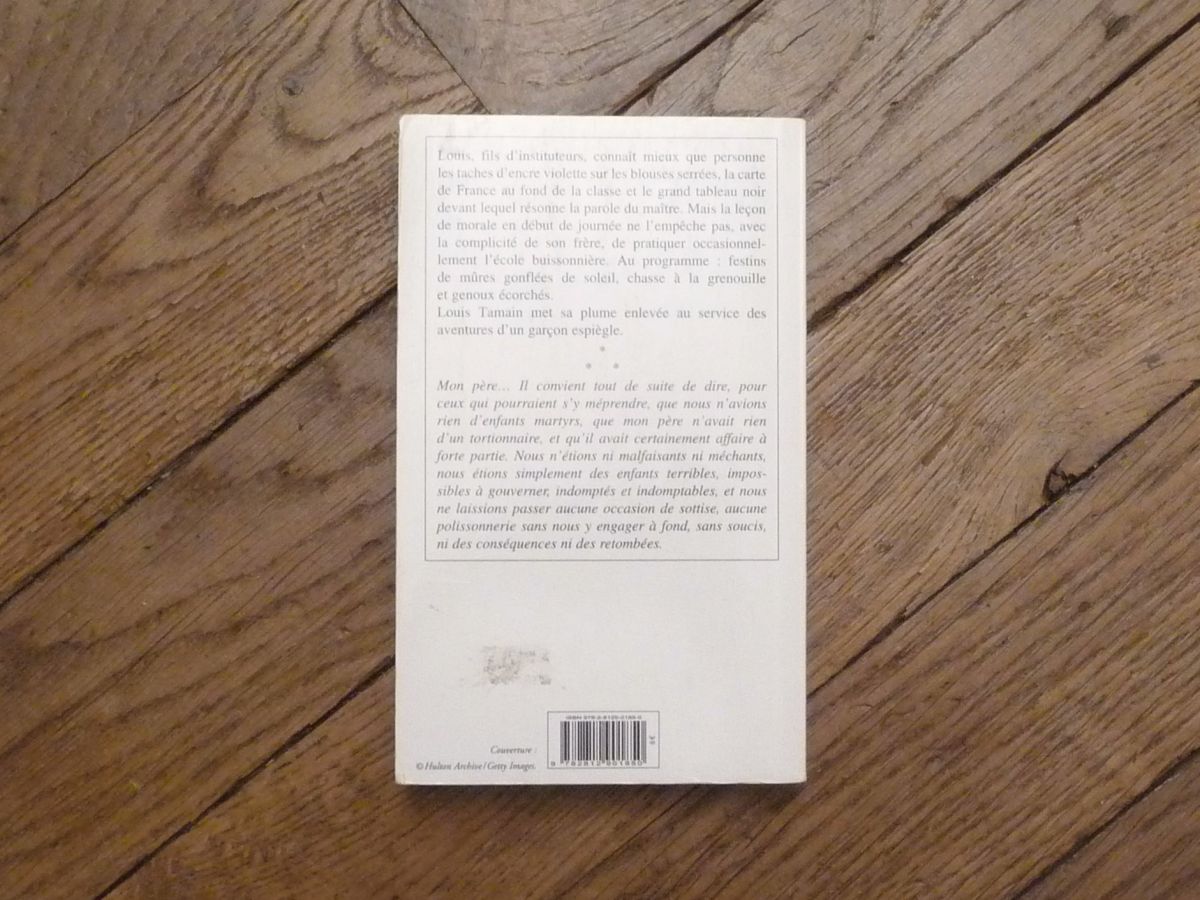 Louis, fils d'instituteurs, connaît mieux que personne
les taches d'encre violette sur les blouses serrées, la carte
de France au fond de la classe et le grand tableau noir
devant lequel résonne la parole du maître. Mais la leçon
de morale en début de journée ne l'empêche pas, avec
la complicité de son frère, de pratiquer occasionnel-
lement l'école buissonnière. Au programme : festins
de mûres gonflées de soleil, chasse à la grenouille
et genoux écorchés.
Louis Tamain met sa plume enlevée au service des
aventures d'un garçon espiègle.
Mon père... Il convient tout de suite de dire, pour
ceux qui pourraient s'y méprendre, que nous n'avions
rien d'enfants martyrs, que mon père n'avait rien
d'un tortionnaire, et qu'il avait certainement affaire à
forte partie. Nous n'étions ni malfaisants ni méchants,
nous étions simplement des enfants terribles, impos-
sibles à gouverner, indomptés et indomptables, et nous
ne laissions passer aucune occasion de sottise, aucune
polissonnerie sans nous y engager à fond, sans soucis,
ni des conséquences ni des retombées.
Couverture :
© Hulton Archive / Getty Images.
ISBN
9 782812 901850